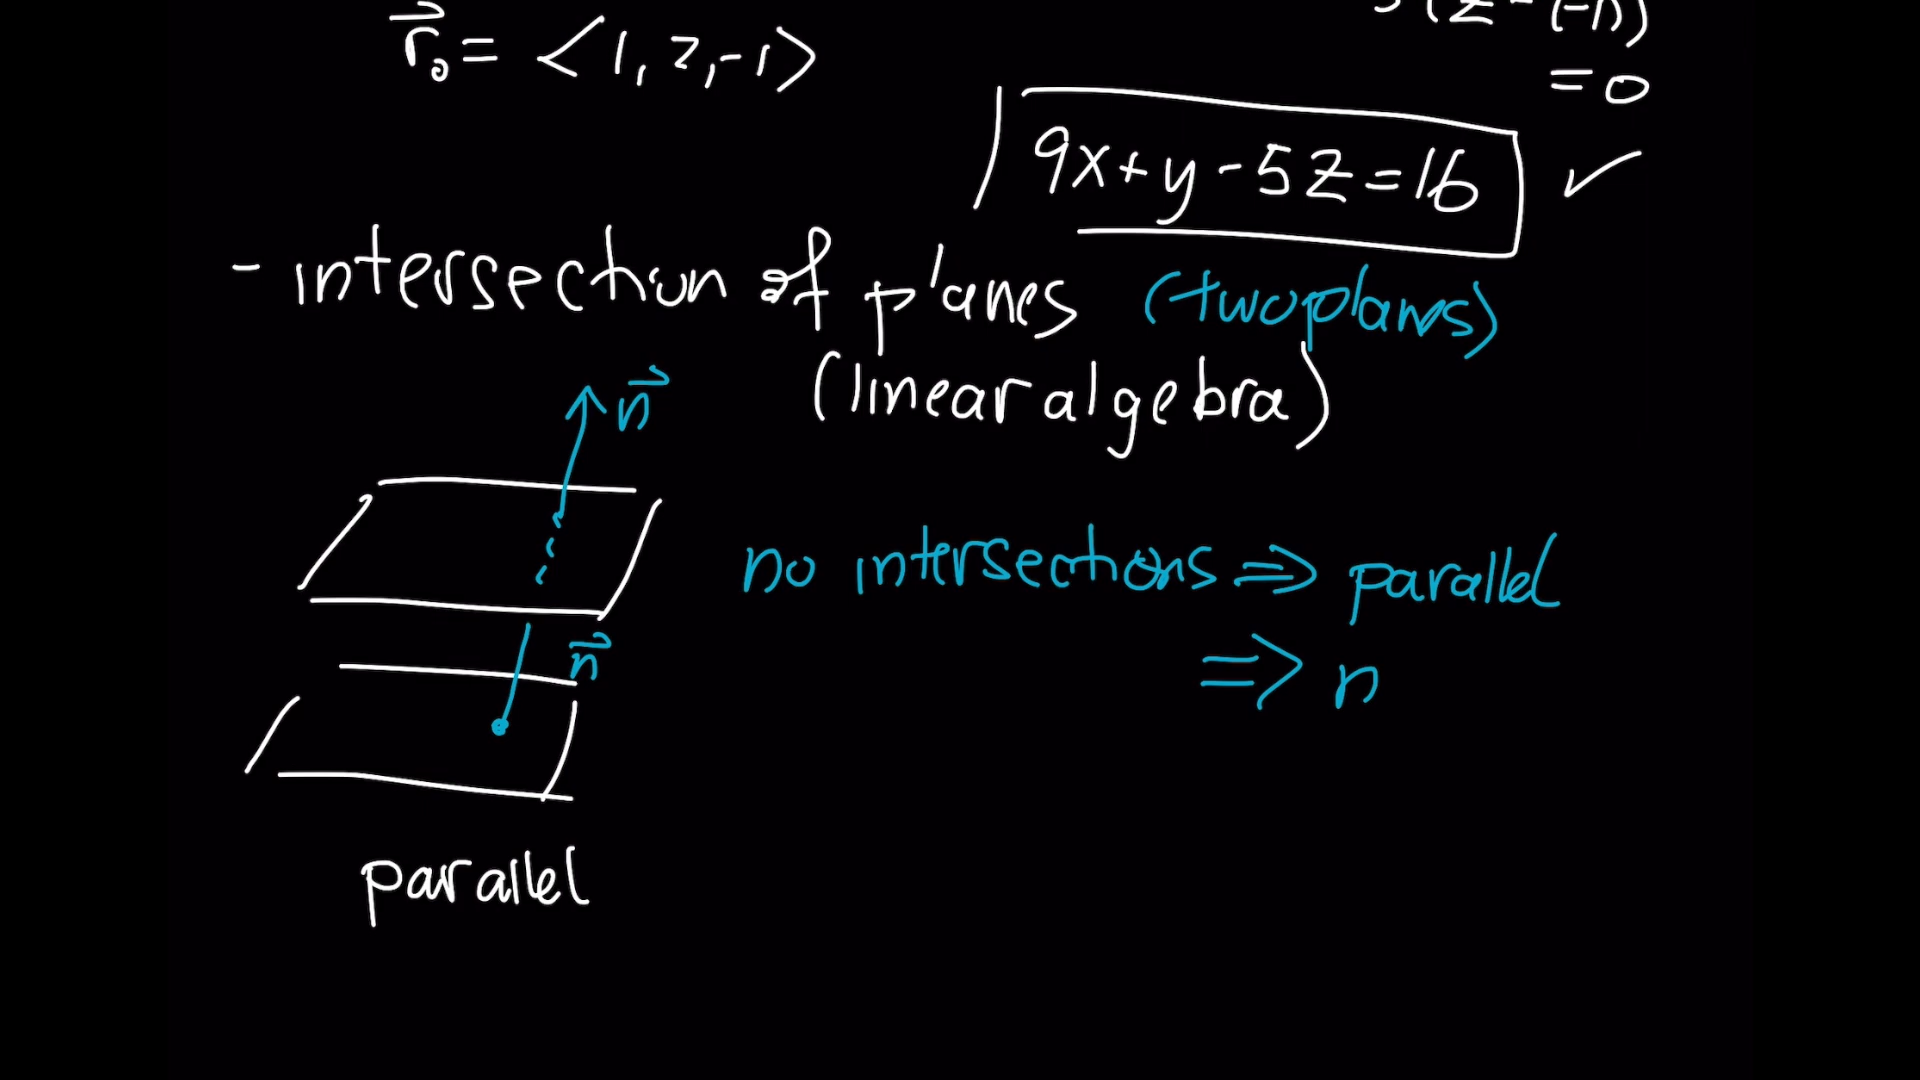 r⃗₀ = <1, 2, -1>
(z - (-1))
= 0
9x + y - 5z = 16 ✓
- intersection of planes (two planes)
(linear algebra)
n⃗
no intersections ⇒ parallel
n⃗
⇒ n
parallel